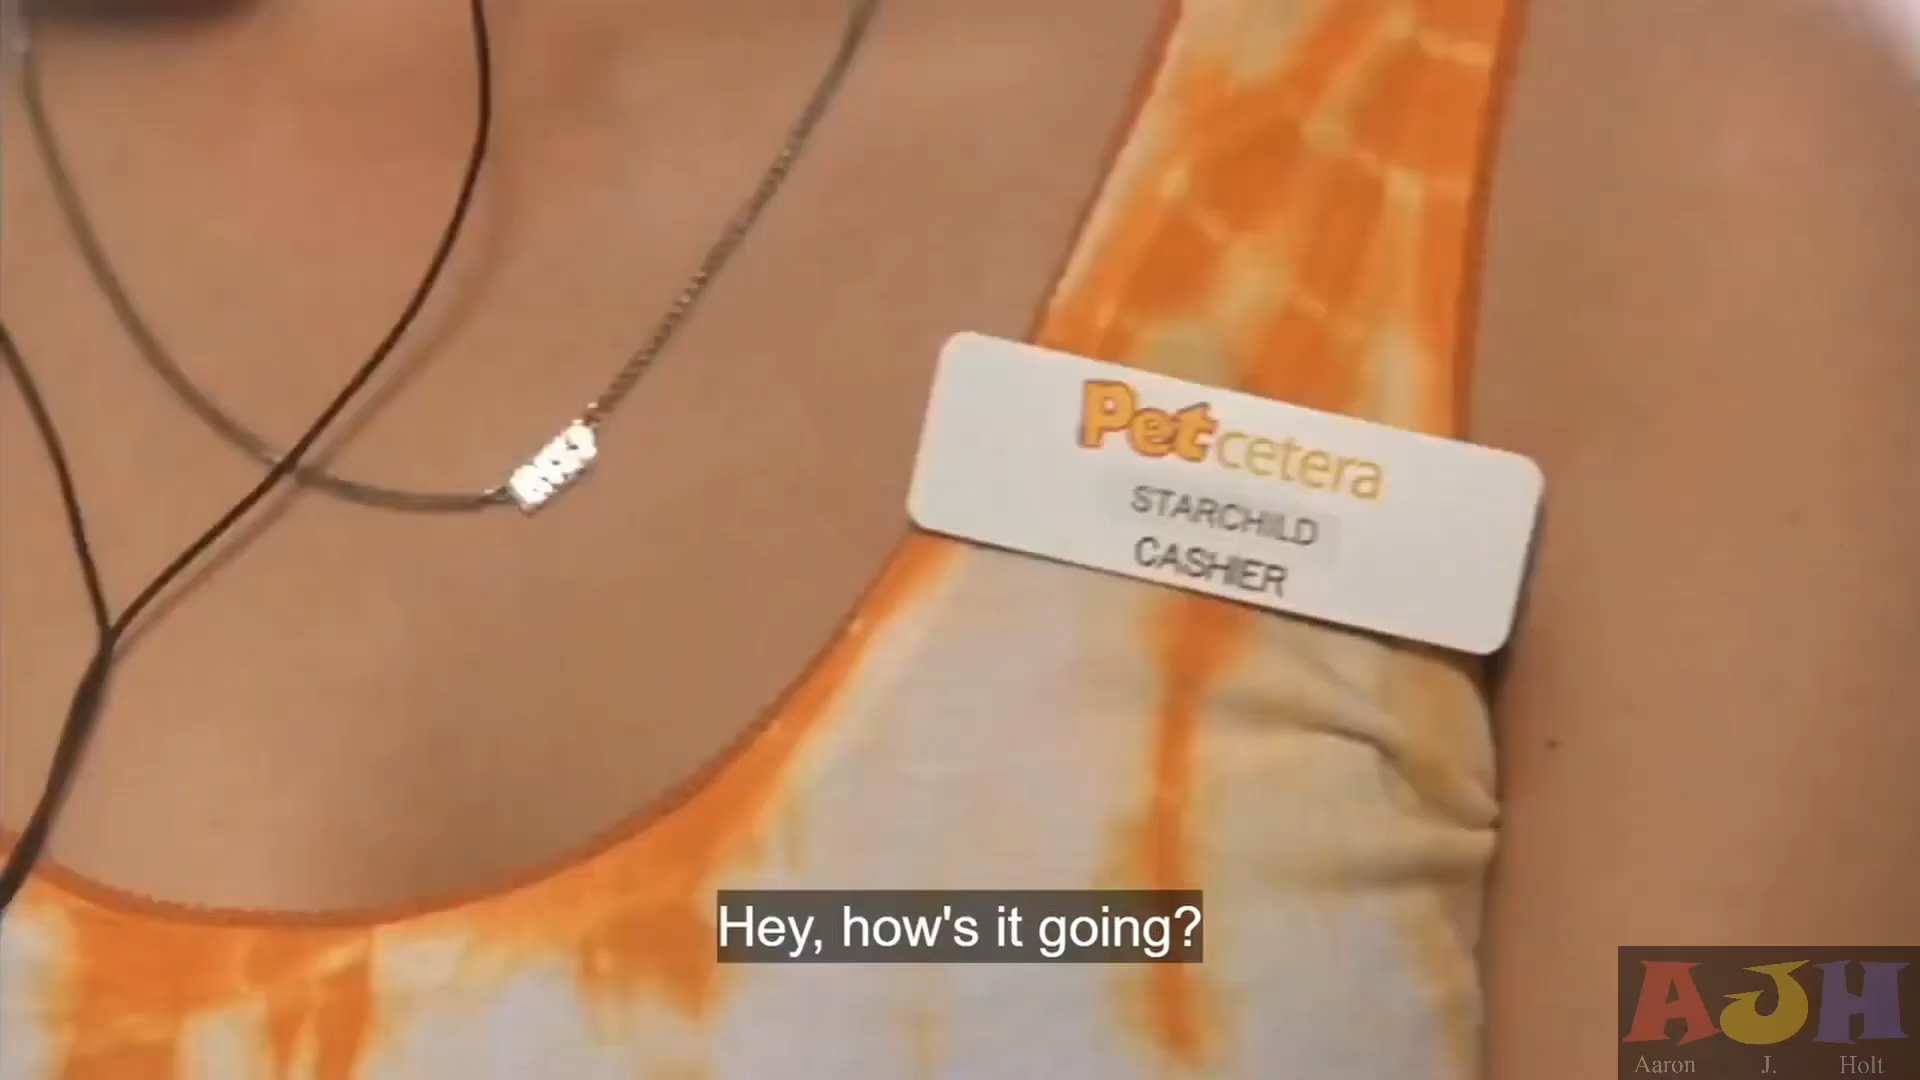 Petcetera
STARCHILD
CASHIER
Hey, how's it going?
AJH
Aaron J. Holt